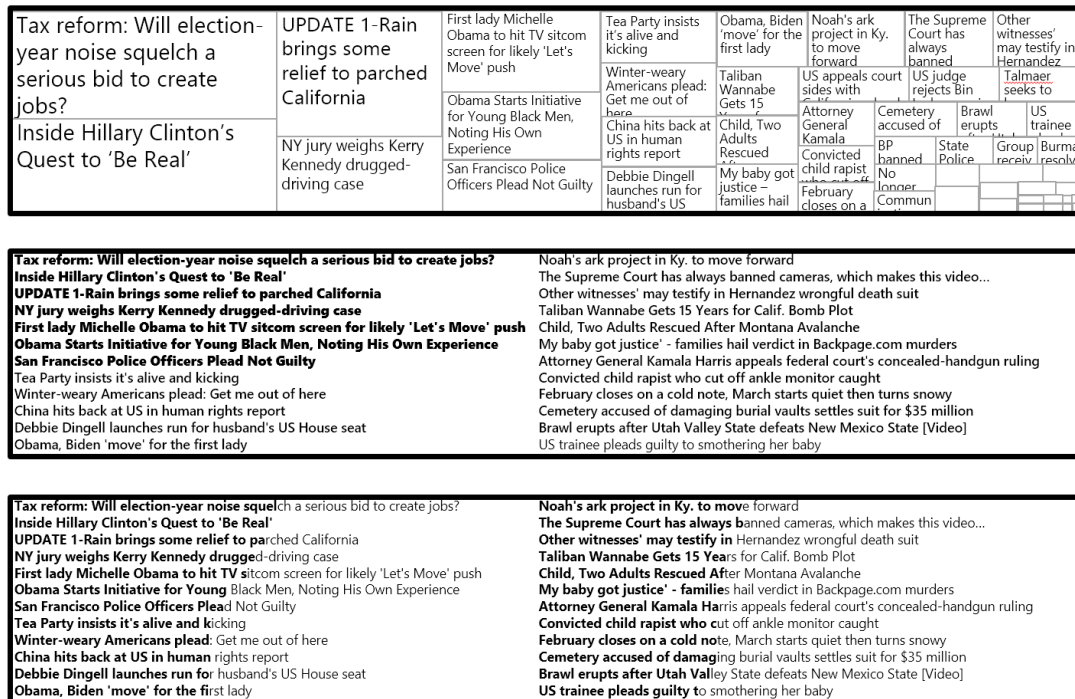 Tax reform: Will election-
year noise squelch a
serious bid to create
jobs?
Inside Hillary Clinton's
Quest to 'Be Real'
UPDATE 1-Rain
brings some
relief to parched
California
NY jury weighs Kerry
Kennedy drugged-
driving case
First lady Michelle
Obama to hit TV sitcom
screen for likely 'Let's
Move' push
Obama Starts Initiative
for Young Black Men,
Noting His Own
Experience
San Francisco Police
Officers Plead Not Guilty
Tea Party insists
it's alive and
kicking
Winter-weary
Americans plead:
Get me out of
here
China hits back at
US in human
rights report
Debbie Dingell
launches run for
husband's US
Obama, Biden
'move' for the
first lady
Taliban
Wannabe
Gets 15
Child, Two
Adults
Rescued
My baby got
justice –
families hail
Noah's ark
project in Ky.
to move
forward
US appeals court
sides with
Attorney
General
Kamala
Convicted
child rapist
who cut off
February
closes on a
The Supreme
Court has
always
banned
US judge
rejects Bin
Cemetery
accused of
BP
banned
No
longer
Commun
Other
witnesses'
may testify in
Hernandez
Talmaer
seeks to
Brawl
erupts
State
Police
US
trainee
Group
receiv
Burma
resolv
Tax reform: Will election-year noise squelch a serious bid to create jobs?
Inside Hillary Clinton's Quest to 'Be Real'
UPDATE 1-Rain brings some relief to parched California
NY jury weighs Kerry Kennedy drugged-driving case
First lady Michelle Obama to hit TV sitcom screen for likely 'Let's Move' push
Obama Starts Initiative for Young Black Men, Noting His Own Experience
San Francisco Police Officers Plead Not Guilty
Tea Party insists it's alive and kicking
Winter-weary Americans plead: Get me out of here
China hits back at US in human rights report
Debbie Dingell launches run for husband's US House seat
Obama, Biden 'move' for the first lady
Noah's ark project in Ky. to move forward
The Supreme Court has always banned cameras, which makes this video...
Other witnesses' may testify in Hernandez wrongful death suit
Taliban Wannabe Gets 15 Years for Calif. Bomb Plot
Child, Two Adults Rescued After Montana Avalanche
My baby got justice' - families hail verdict in Backpage.com murders
Attorney General Kamala Harris appeals federal court's concealed-handgun ruling
Convicted child rapist who cut off ankle monitor caught
February closes on a cold note, March starts quiet then turns snowy
Cemetery accused of damaging burial vaults settles suit for $35 million
Brawl erupts after Utah Valley State defeats New Mexico State [Video]
US trainee pleads guilty to smothering her baby
Tax reform: Will election-year noise squelch a serious bid to create jobs?
Inside Hillary Clinton's Quest to 'Be Real'
UPDATE 1-Rain brings some relief to parched California
NY jury weighs Kerry Kennedy drugged-driving case
First lady Michelle Obama to hit TV sitcom screen for likely 'Let's Move' push
Obama Starts Initiative for Young Black Men, Noting His Own Experience
San Francisco Police Officers Plead Not Guilty
Tea Party insists it's alive and kicking
Winter-weary Americans plead: Get me out of here
China hits back at US in human rights report
Debbie Dingell launches run for husband's US House seat
Obama, Biden 'move' for the first lady
Noah's ark project in Ky. to move forward
The Supreme Court has always banned cameras, which makes this video...
Other witnesses' may testify in Hernandez wrongful death suit
Taliban Wannabe Gets 15 Years for Calif. Bomb Plot
Child, Two Adults Rescued After Montana Avalanche
My baby got justice' - families hail verdict in Backpage.com murders
Attorney General Kamala Harris appeals federal court's concealed-handgun ruling
Convicted child rapist who cut off ankle monitor caught
February closes on a cold note, March starts quiet then turns snowy
Cemetery accused of damaging burial vaults settles suit for $35 million
Brawl erupts after Utah Valley State defeats New Mexico State [Video]
US trainee pleads guilty to smothering her baby